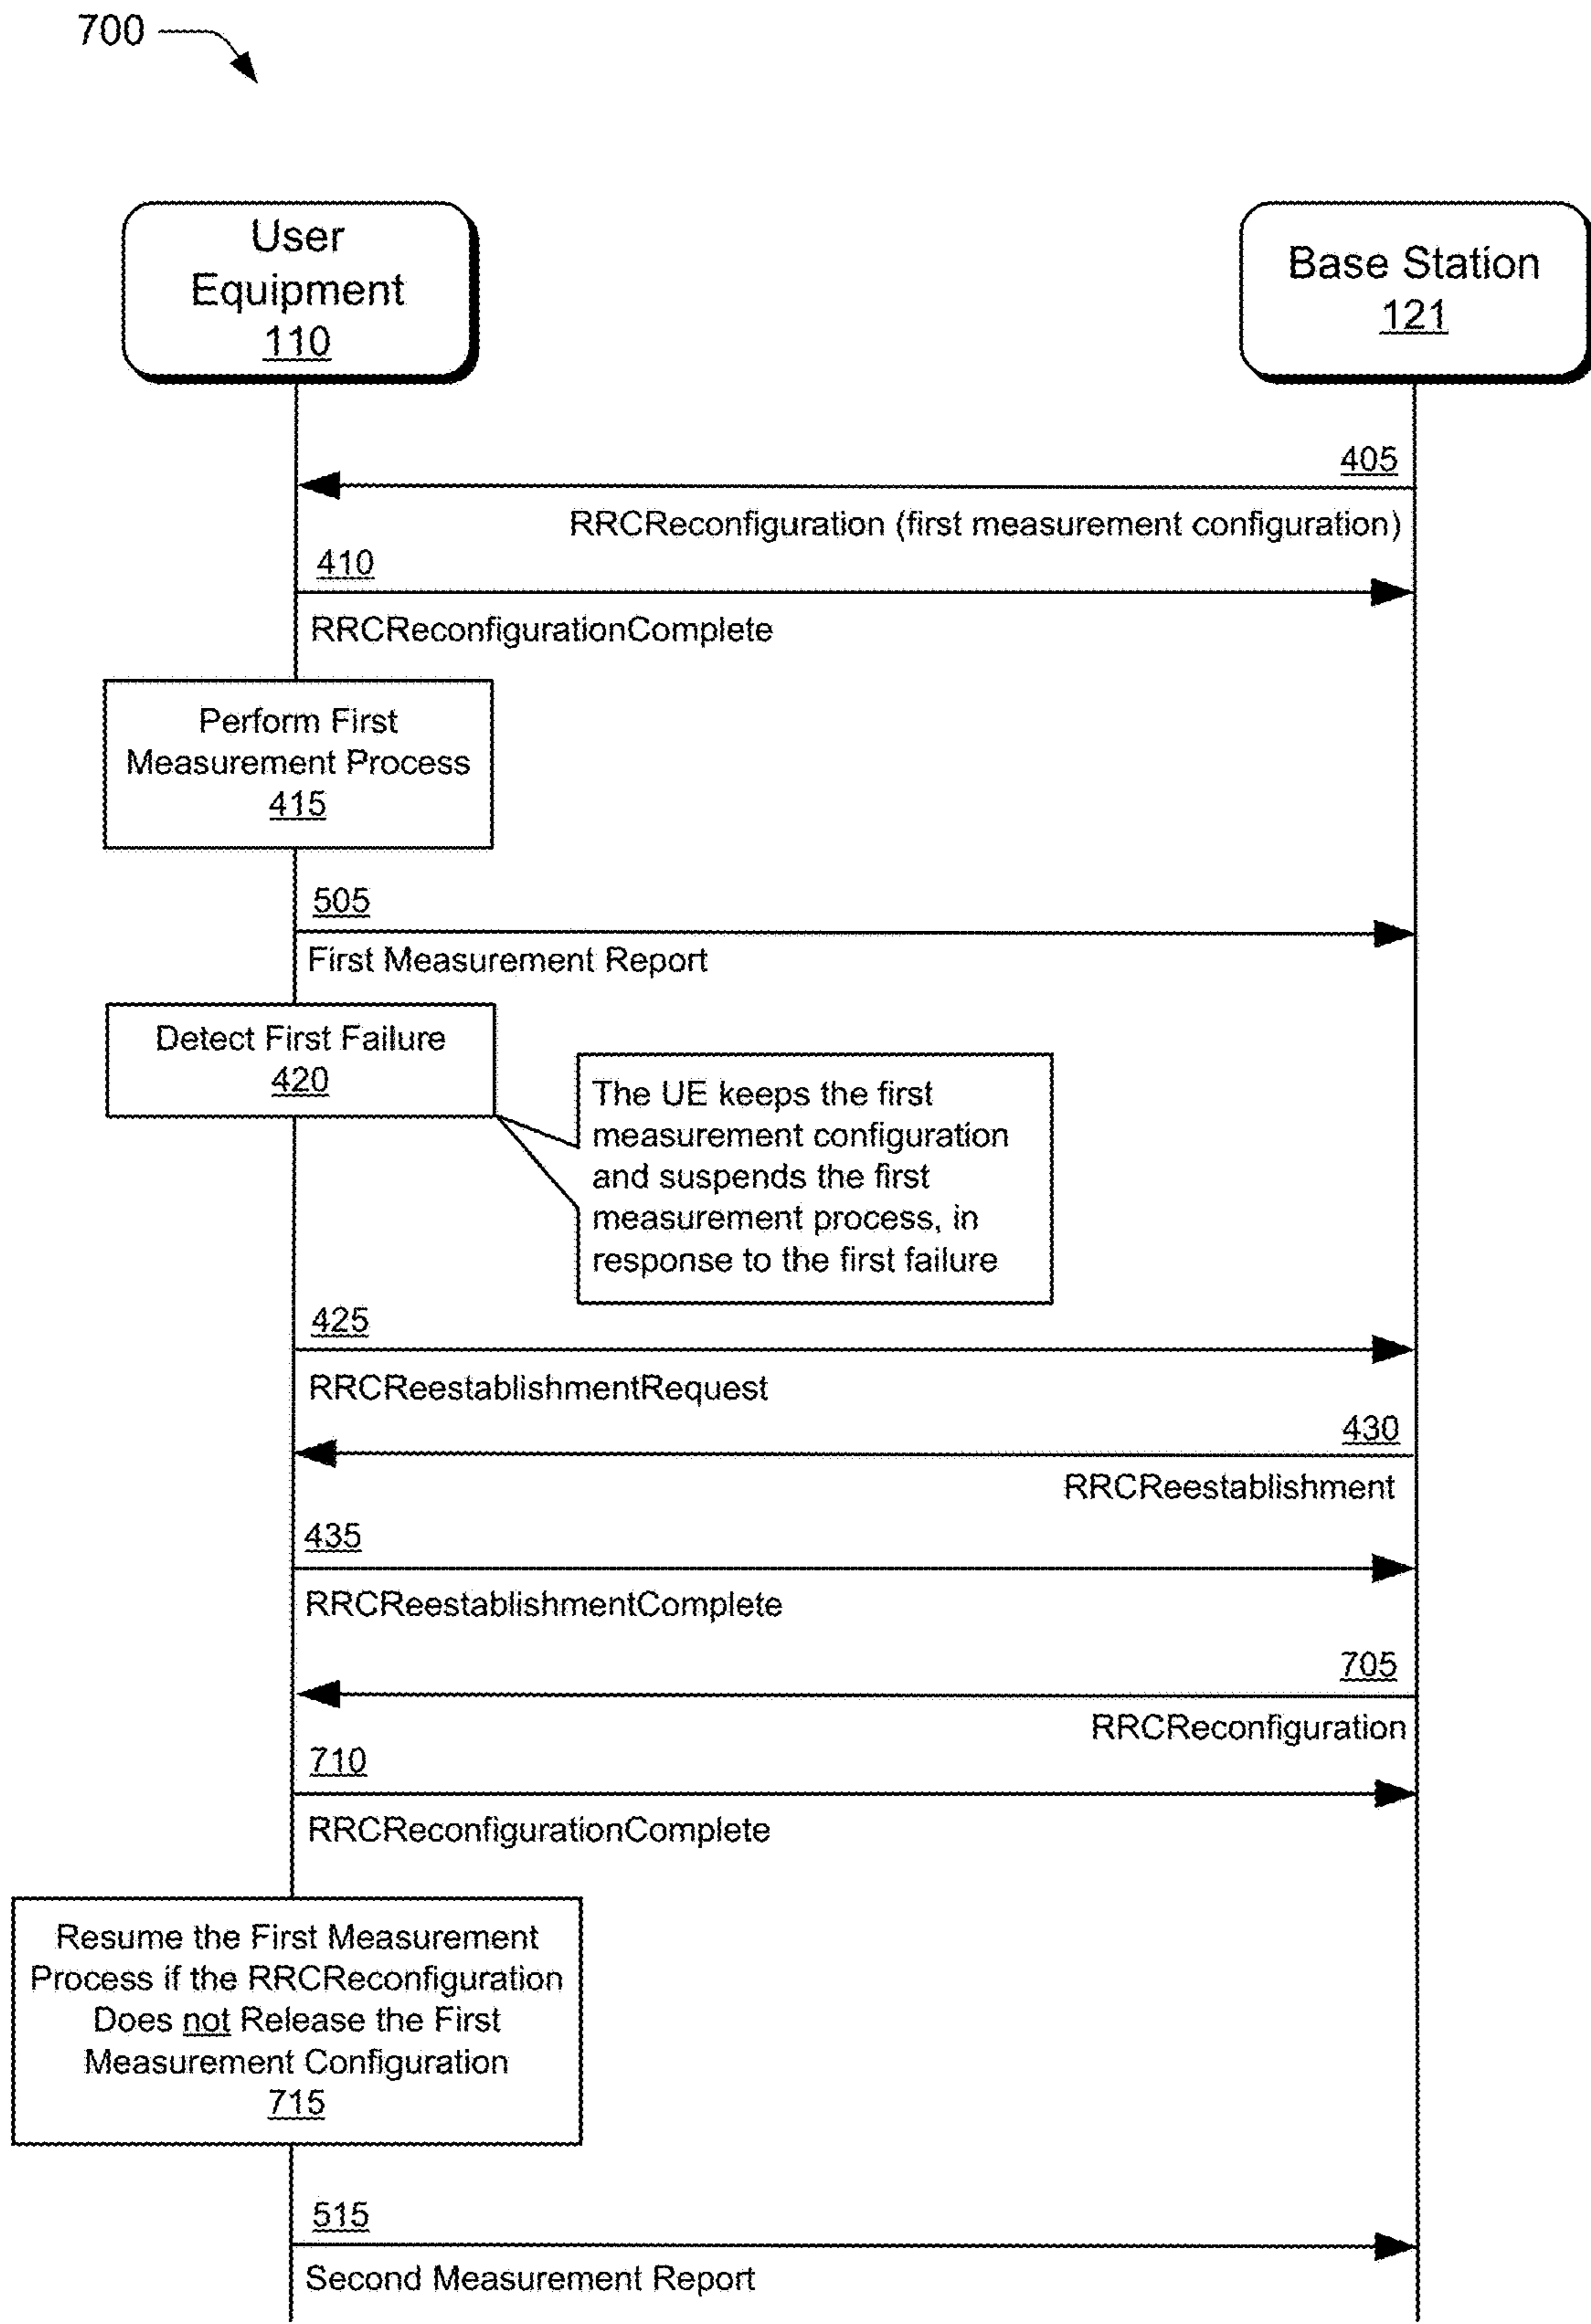 700
User
Equipment
110
Base Station
121
405
RRCReconfiguration (first measurement configuration)
410
RRCReconfigurationComplete
Perform First
Measurement Process
415
505
First Measurement Report
Detect First Failure
420
The UE keeps the first
measurement configuration
and suspends the first
measurement process, in
response to the first failure
425
RRCReestablishmentRequest
430
RRCReestablishment
435
RRCReestablishmentComplete
705
RRCReconfiguration
710
RRCReconfigurationComplete
Resume the First Measurement
Process if the RRCReconfiguration
Does not Release the First
Measurement Configuration
715
515
Second Measurement Report